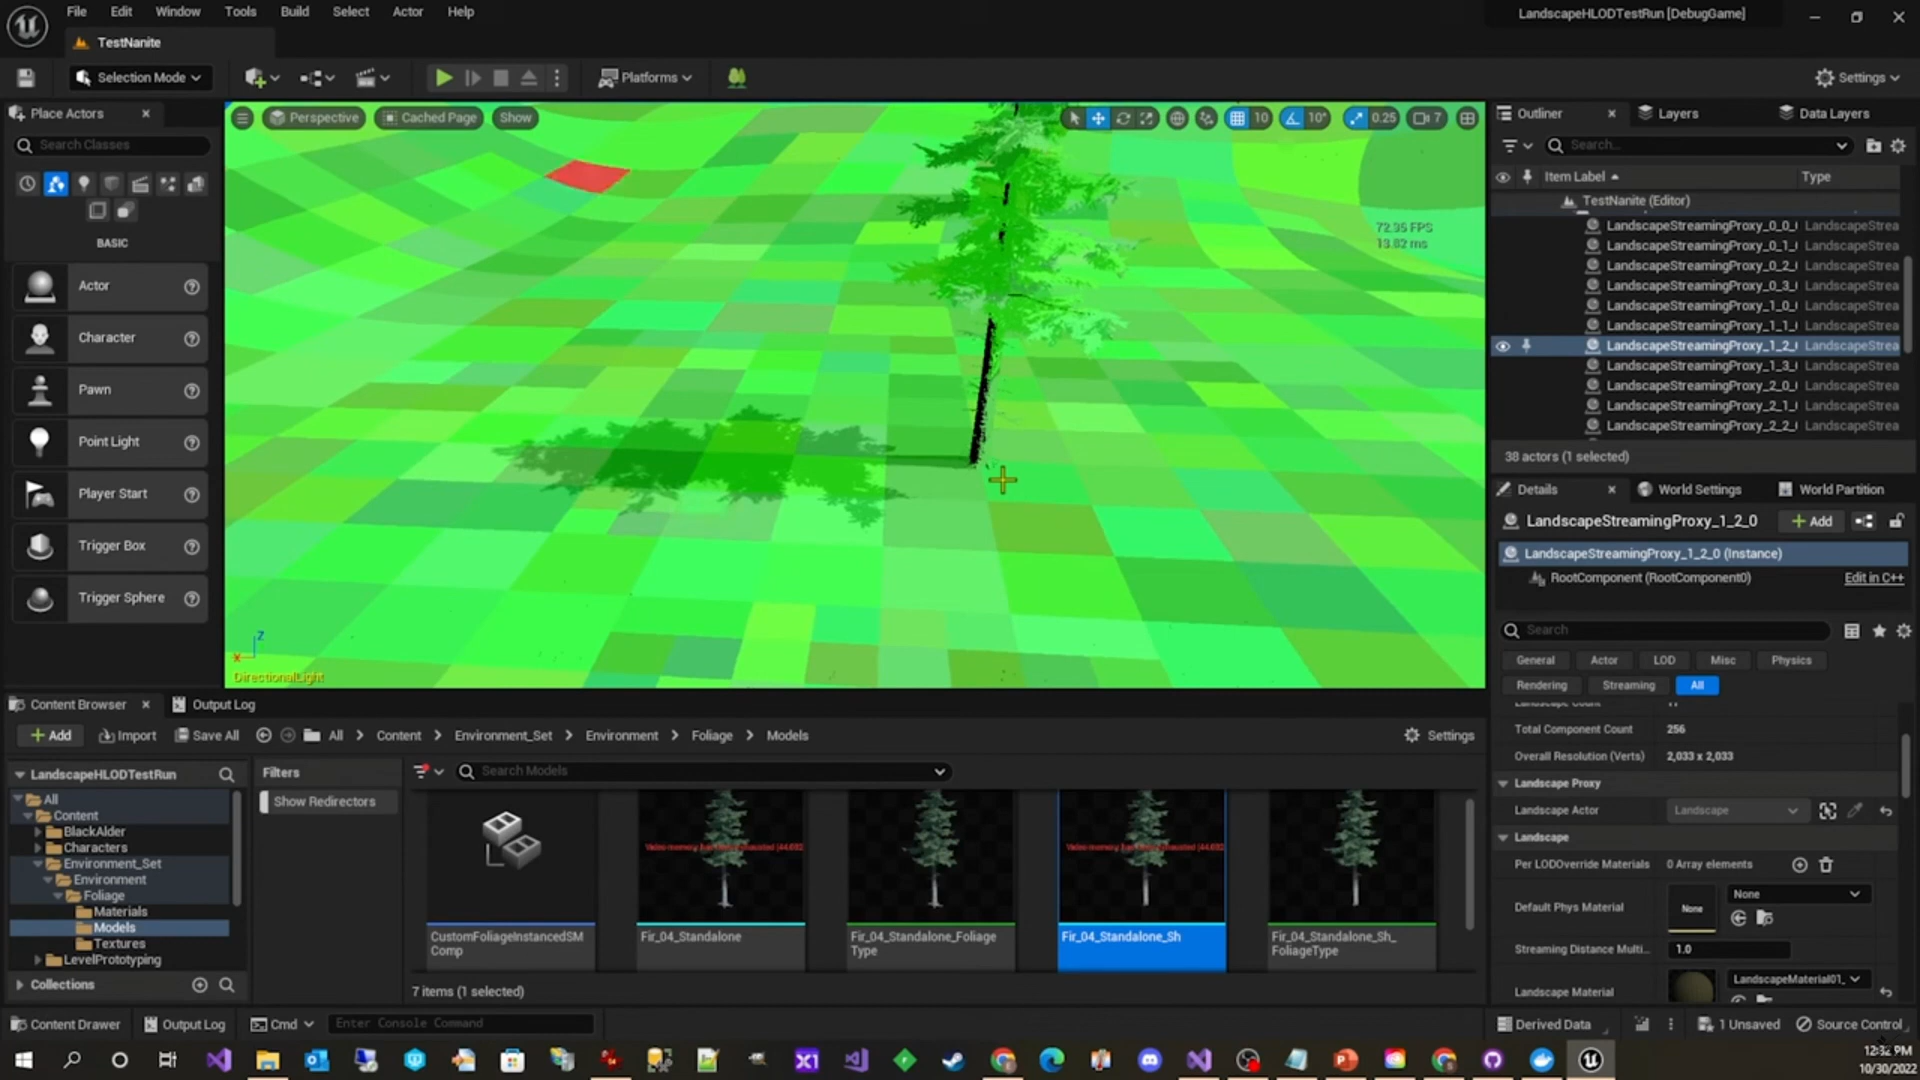 File Edit Window Tools Build Select Actor Help
LandscapeHLODTestRun [DebugGame]
TestNanite
Selection Mode
Platforms
Settings
Place Actors
Search Classes
BASIC
Actor
Character
Pawn
Point Light
Player Start
Trigger Box
Trigger Sphere
Perspective
Cached Page
Show
10
10°
0.25
7
72.95 FPS
13.82 ms
Z
X
DirectionalLight
Outliner
Layers
Data Layers
Search...
Item Label
Type
TestNanite (Editor)
LandscapeStreamingProxy_0_0_ LandscapeStrea
LandscapeStreamingProxy_0_1_ LandscapeStrea
LandscapeStreamingProxy_0_2_ LandscapeStrea
LandscapeStreamingProxy_0_3_ LandscapeStrea
LandscapeStreamingProxy_1_0_ LandscapeStrea
LandscapeStreamingProxy_1_1_ LandscapeStrea
LandscapeStreamingProxy_1_2_ LandscapeStrea
LandscapeStreamingProxy_1_3_ LandscapeStrea
LandscapeStreamingProxy_2_0_ LandscapeStrea
LandscapeStreamingProxy_2_1_ LandscapeStrea
LandscapeStreamingProxy_2_2_ LandscapeStrea
38 actors (1 selected)
Details
World Settings
World Partition
LandscapeStreamingProxy_1_2_0
Add
LandscapeStreamingProxy_1_2_0 (Instance)
RootComponent (RootComponent0)
Edit in C++
Search
General Actor LOD Misc Physics
Rendering Streaming All
Total Component Count 256
Overall Resolution (Verts) 2,033 x 2,033
Landscape Proxy
Landscape Actor Landscape
Landscape
Per LODOverride Materials 0 Array elements
Default Phys Material None None
Streaming Distance Multi... 1.0
Landscape Material LandscapeMaterial01_
Content Browser
Output Log
Add
Import
Save All
All > Content > Environment_Set > Environment > Foliage > Models
Settings
LandscapeHLODTestRun
All
Content
BlackAlder
Characters
Environment_Set
Environment
Foliage
Materials
Models
Textures
LevelPrototyping
Collections
Filters
Show Redirectors
Search Models
CustomFoliageInstancedSM
Comp
Fir_04_Standalone
Fir_04_Standalone_Foliage
Type
Fir_04_Standalone_Sh
Fir_04_Standalone_Sh_
FoliageType
7 items (1 selected)
Content Drawer
Output Log
Cmd
Enter Console Command
Derived Data
1 Unsaved
Source Control
12:32 PM
10/30/2022